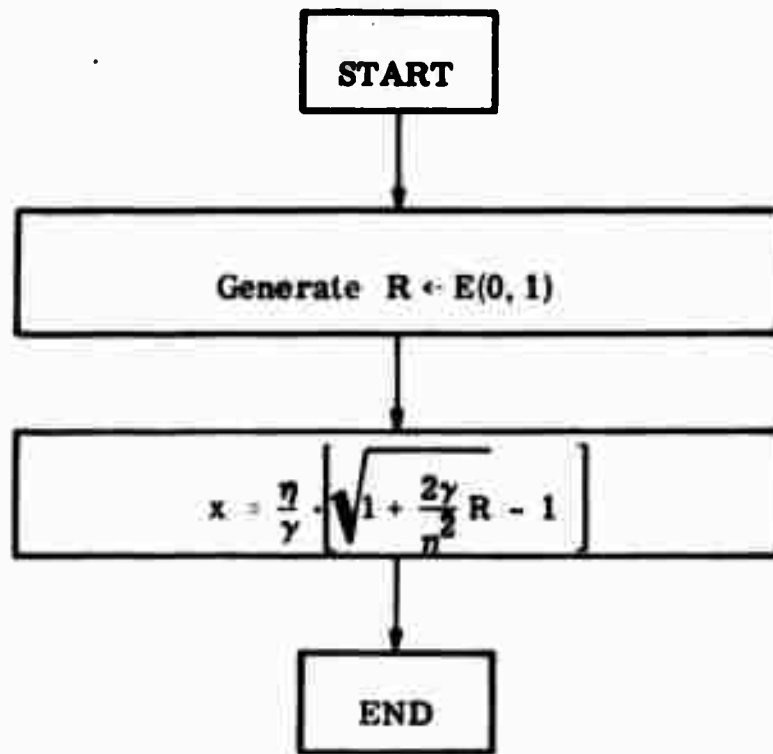 START
Generate R ← E(0, 1)
x = η/γ · [√(1 + 2γ/η² R) - 1]
END